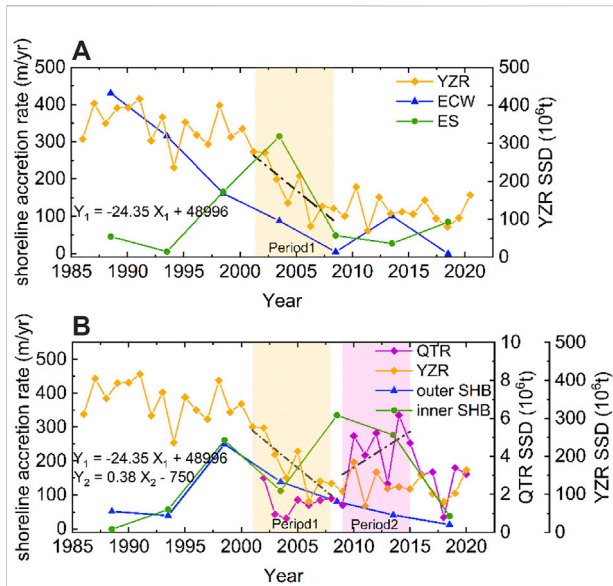 A
YZR
ECW
ES
500
400
300
200
100
0
shoreline accretion rate (m/yr)
500
400
300
200
100
0
YZR SSD (10⁶t)
Y₁ = -24.35 X₁ + 48996
Period1
1985 1990 1995 2000 2005 2010 2015 2020
Year
B
QTR
YZR
outer SHB
inner SHB
500
400
300
200
100
0
shoreline accretion rate (m/yr)
10
8
6
4
2
0
QTR SSD (10⁶t)
500
400
300
200
100
0
YZR SSD (10⁶t)
Y₁ = -24.35 X₁ + 48996
Y₂ = 0.38 X₂ - 750
Period1
Period2
1985 1990 1995 2000 2005 2010 2015 2020
Year